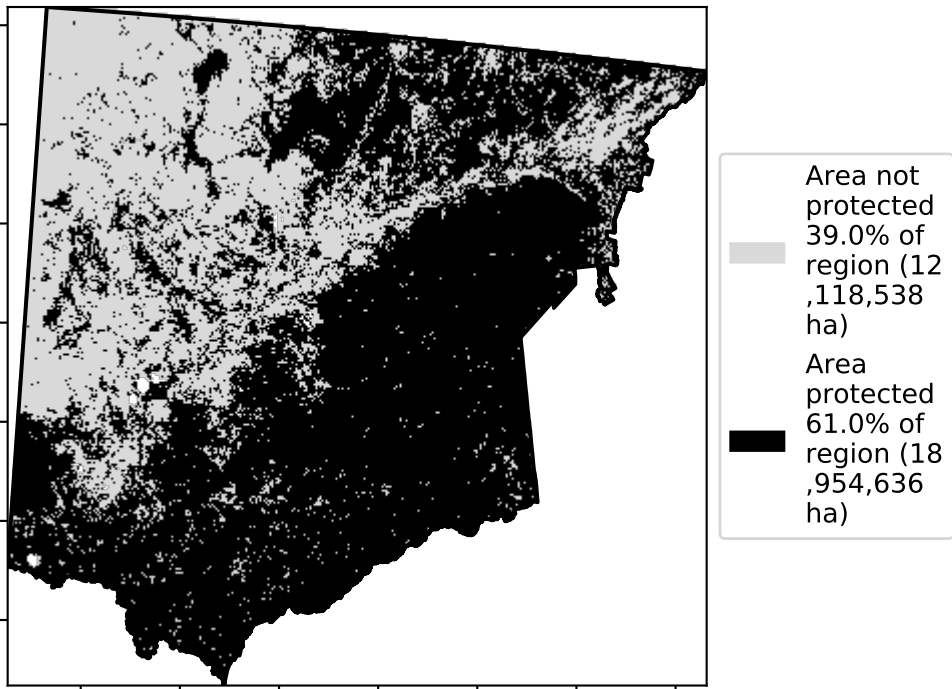 Area not
protected
39.0% of
region (12
,118,538
ha)
Area
protected
61.0% of
region (18
,954,636
ha)